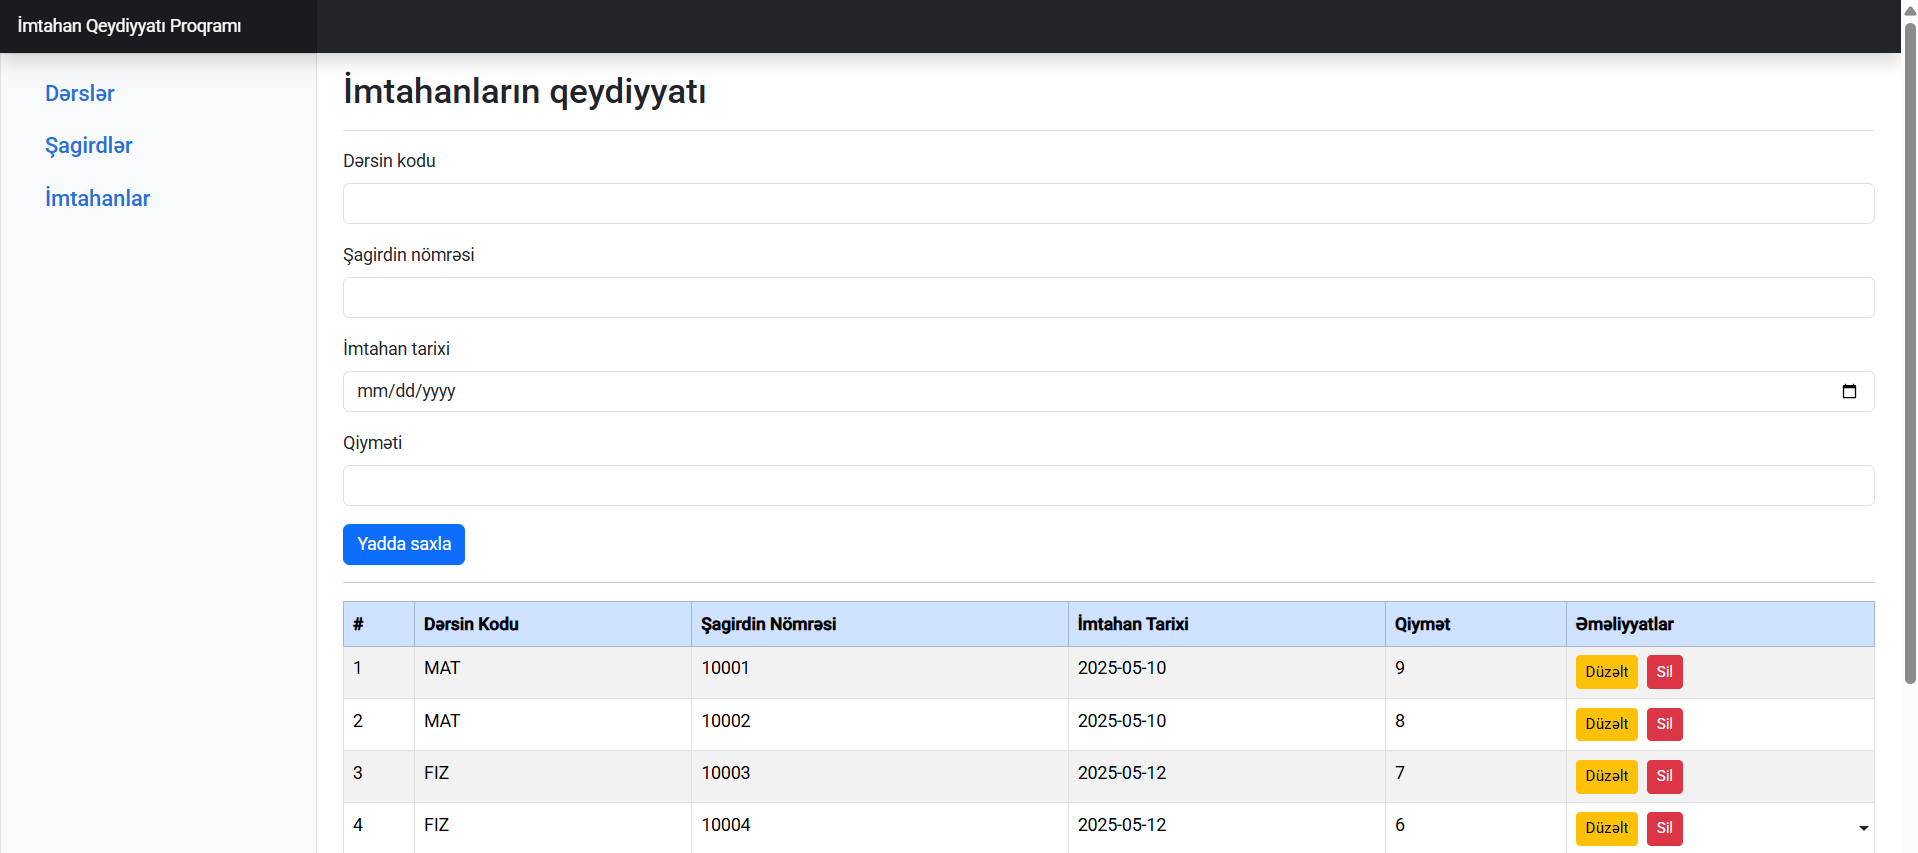 İmtahan Qeydiyyatı Proqramı
Dərslər
Şagirdlər
İmtahanlar
İmtahanların qeydiyyatı
Dərsin kodu
Şagirdin nömrəsi
İmtahan tarixi
mm/dd/yyyy
Qiyməti
Yadda saxla
# Dərsin Kodu Şagirdin Nömrəsi İmtahan Tarixi Qiymət Əməliyyatlar
1 MAT 10001 2025-05-10 9 Düzəlt Sil
2 MAT 10002 2025-05-10 8 Düzəlt Sil
3 FIZ 10003 2025-05-12 7 Düzəlt Sil
4 FIZ 10004 2025-05-12 6 Düzəlt Sil